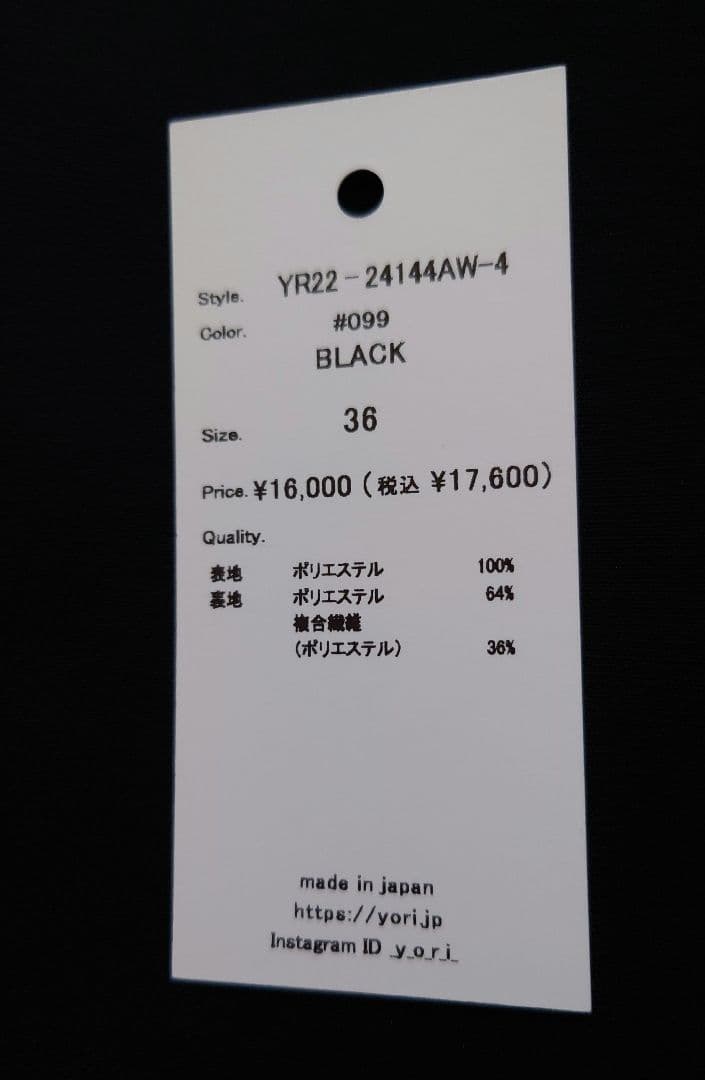 Style. YR22-24144AW-4
Color. #099
BLACK
Size. 36
Price. ¥16,000 (税込 ¥17,600)
Quality.
表地 ポリエステル 100%
裏地 ポリエステル 64%
複合繊維
(ポリエステル) 36%
made in japan
https://yori.jp
Instagram ID _y_o_r_i_